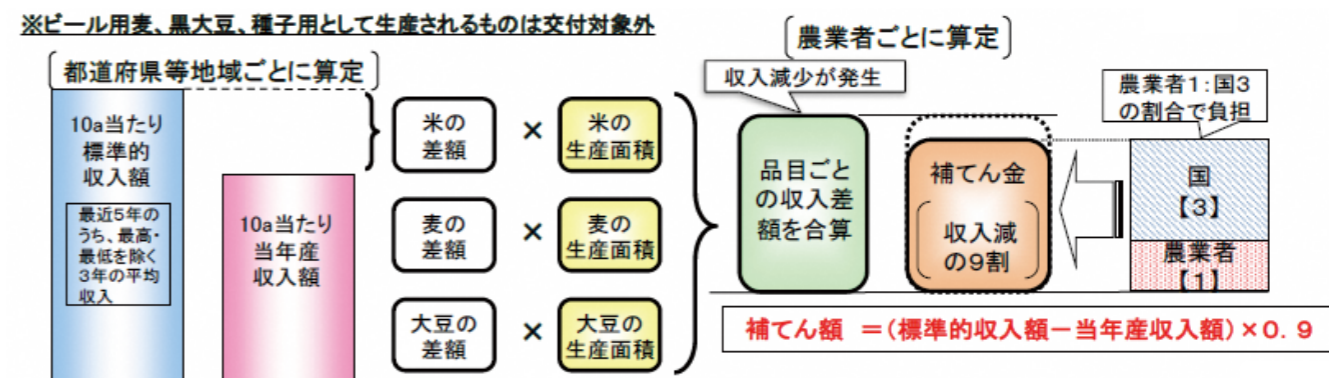 ※ビール用麦、黒大豆、種子用として生産されるものは交付対象外
都道府県等地域ごとに算定
10a当たり
標準的
収入額
最近5年の
うち、最高・
最低を除く
3年の平均
収入
10a当たり
当年産
収入額
米の
差額
×
米の
生産面積
麦の
差額
×
麦の
生産面積
大豆の
差額
×
大豆の
生産面積
農業者ごとに算定
収入減少が発生
品目ごと
の収入差
額を合算
補てん金
収入減
の9割
農業者1:国3
の割合で負担
国
【3】
農業者
【1】
補てん額 =(標準的収入額-当年産収入額)×0.9